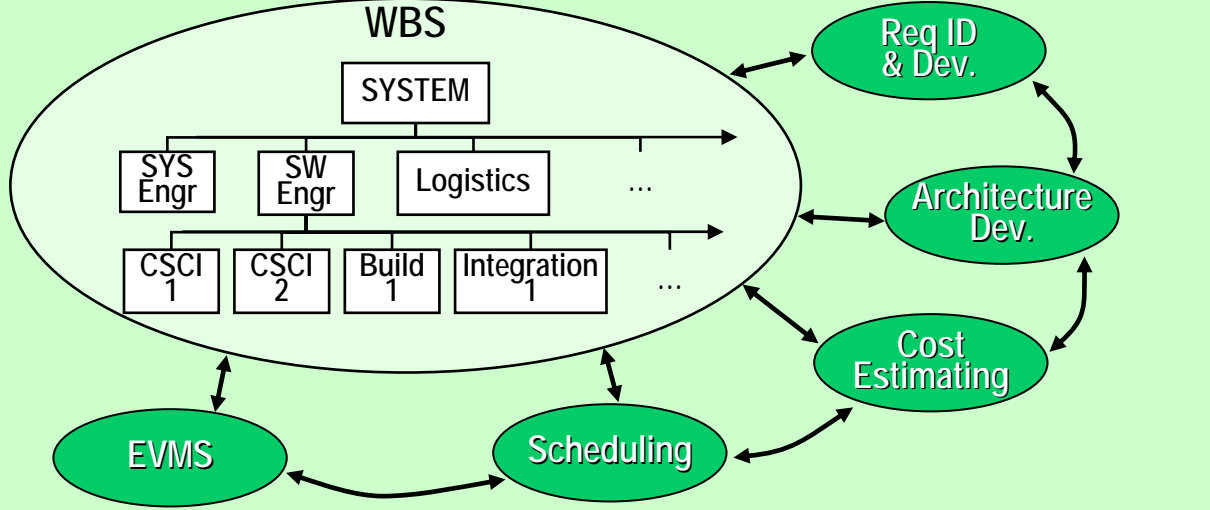 WBS
SYSTEM
SYS
Engr
SW
Engr
Logistics
...
CSCI
1
CSCI
2
Build
1
Integration
1
...
Req ID
& Dev.
Architecture
Dev.
Cost
Estimating
Scheduling
EVMS